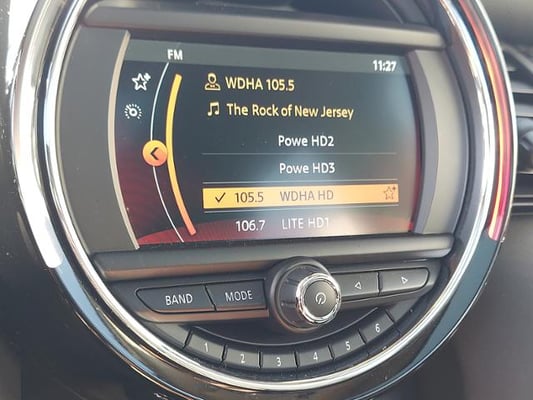 FM 11:27
WDHA 105.5
The Rock of New Jersey
Powe HD2
Powe HD3
105.5 WDHA HD
106.7 LITE HD1
BAND MODE
1 2 3 4 5 6